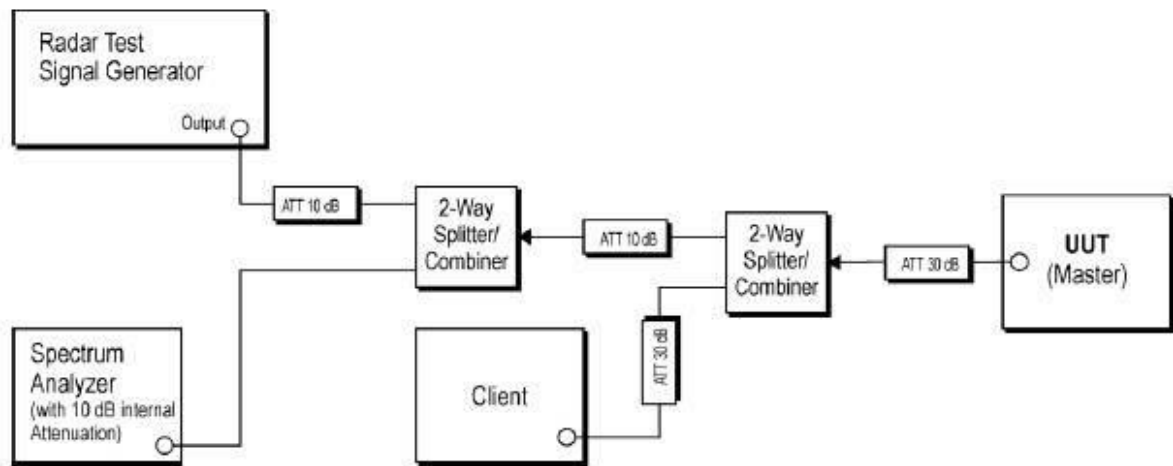 Radar Test
Signal Generator
Output
ATT 10 dB
2-Way
Splitter/
Combiner
ATT 10 dB
2-Way
Splitter/
Combiner
ATT 30 dB
UUT
(Master)
Spectrum
Analyzer
(with 10 dB internal
Attenuation)
Client
ATT 30 dB